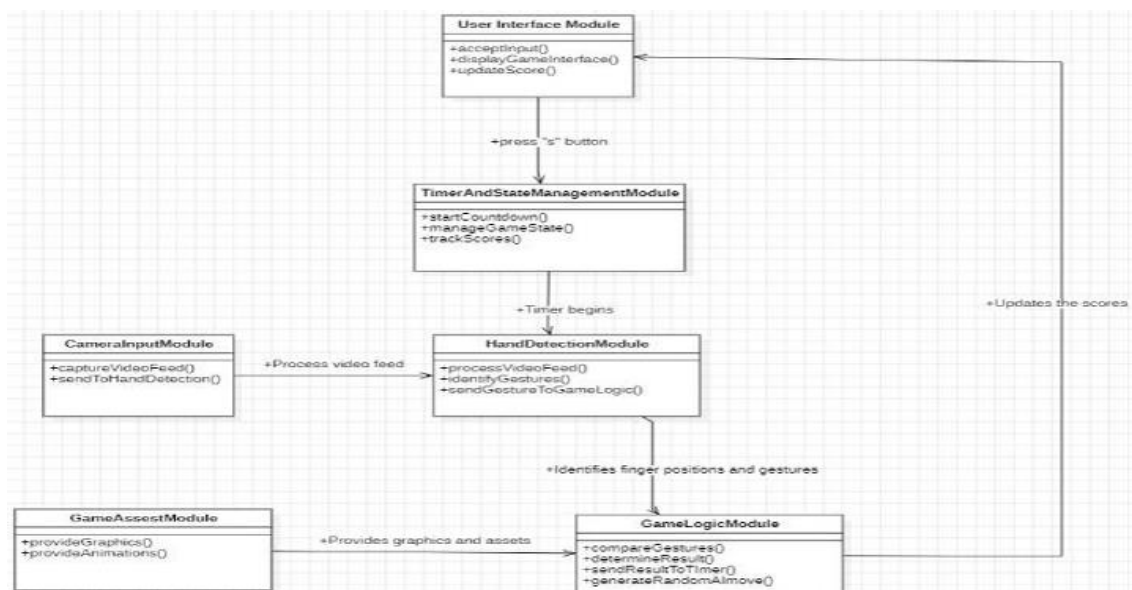 User Interface Module
+acceptInput()
+displayGameInterface()
+updateScore()
+press "s" button
TimerAndStateManagementModule
+startCountdown()
+manageGameState()
+trackScores()
+Updates the scores
+Timer begins
CameraInputModule
+captureVideoFeed()
+sendToHandDetection()
+Process video feed
HandDetectionModule
+processVideoFeed()
+identifyGestures()
+sendGestureToGameLogic()
+Identifies finger positions and gestures
GameAssestModule
+provideGraphics()
+provideAnimations()
+Provides graphics and assets
GameLogicModule
+compareGestures()
+determineResult()
+sendResultToTImer()
+generateRandomAImove()